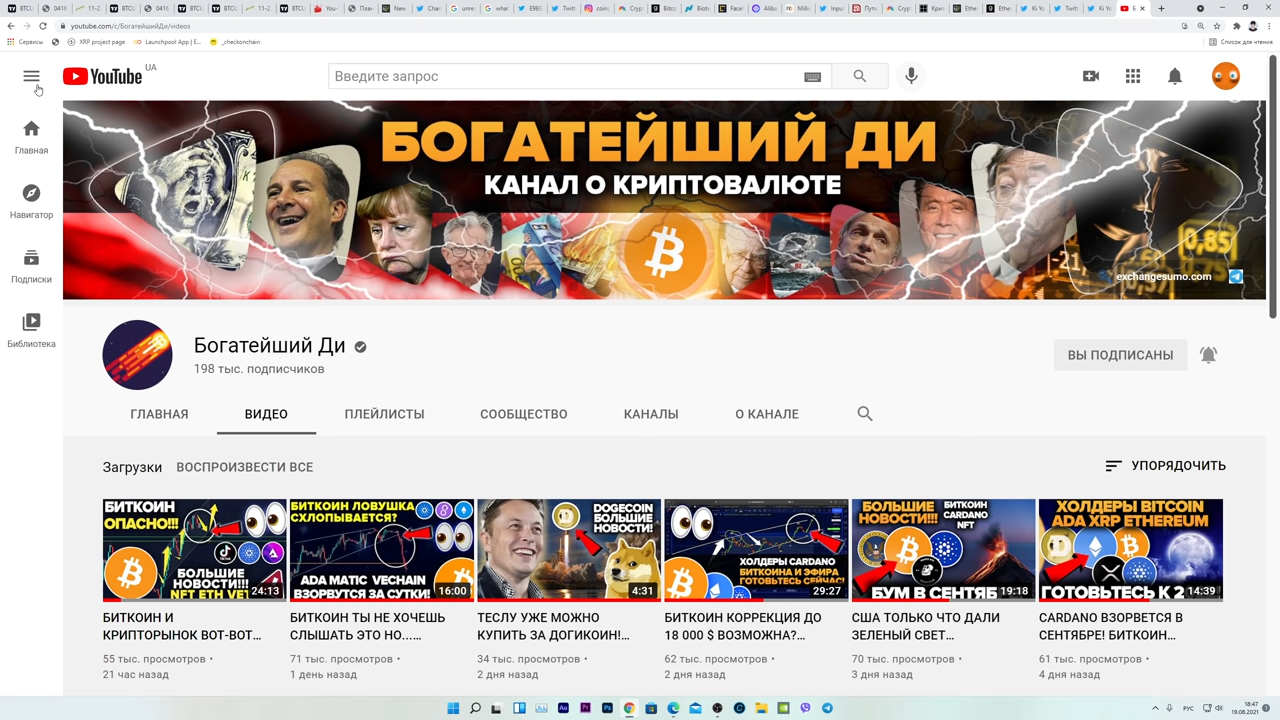 youtube.com/c/БогатейшийДи/videos
Сервисы
XRP project page
Launchpool App | E...
_checkonchain
Список для чтения
YouTube UA
Введите запрос
Главная
Навигатор
Подписки
Библиотека
БОГАТЕЙШИЙ ДИ
КАНАЛ О КРИПТОВАЛЮТЕ
0,85
exchangesumo.com
Богатейший Ди
198 тыс. подписчиков
ВЫ ПОДПИСАНЫ
ГЛАВНАЯ
ВИДЕО
ПЛЕЙЛИСТЫ
СООБЩЕСТВО
КАНАЛЫ
О КАНАЛЕ
Загрузки
ВОСПРОИЗВЕСТИ ВСЕ
УПОРЯДОЧИТЬ
БИТКОИН
ОПАСНО!!!
БОЛЬШИЕ
НОВОСТИ!!!
NFT ETH VET
24:13
БИТКОИН И
КРИПТОРЫНОК ВОТ-ВОТ...
55 тыс. просмотров •
21 час назад
БИТКОИН ЛОВУШКА
СХЛОПЫВАЕТСЯ?
ADA MATIC VECHAIN
ВЗОРВУТСЯ ЗА СУТКИ!
16:00
БИТКОИН ТЫ НЕ ХОЧЕШЬ
СЛЫШАТЬ ЭТО НО......
71 тыс. просмотров •
1 день назад
DOGECOIN
БОЛЬШИЕ
НОВОСТИ!
4:31
ТЕСЛУ УЖЕ МОЖНО
КУПИТЬ ЗА ДОГИКОИН!...
34 тыс. просмотров •
2 дня назад
ХОЛДЕРЫ CARDANO
БИТКОИНА И ЭФИРА
ГОТОВЬТЕСЬ СЕЙЧАС!
29:27
БИТКОИН КОРРЕКЦИЯ ДО
18 000 $ ВОЗМОЖНА?...
62 тыс. просмотров •
2 дня назад
БОЛЬШИЕ
НОВОСТИ!!!
БИТКОИН
CARDANO
NFT
БУМ В СЕНТЯБ
19:18
США ТОЛЬКО ЧТО ДАЛИ
ЗЕЛЕНЫЙ СВЕТ...
70 тыс. просмотров •
3 дня назад
ХОЛДЕРЫ BITCOIN
ADA XRP ETHEREUM
ГОТОВЬТЕСЬ К 2
14:39
CARDANO ВЗОРВЕТСЯ В
СЕНТЯБРЕ! БИТКОИН...
61 тыс. просмотров •
4 дня назад
РУС
18:47
19.08.2021